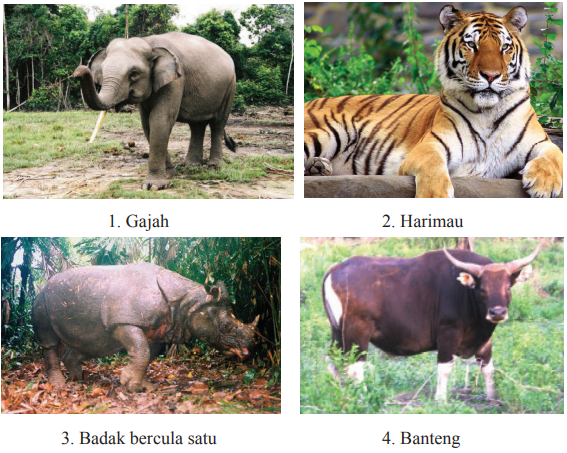 1. Gajah
2. Harimau
3. Badak bercula satu
4. Banteng